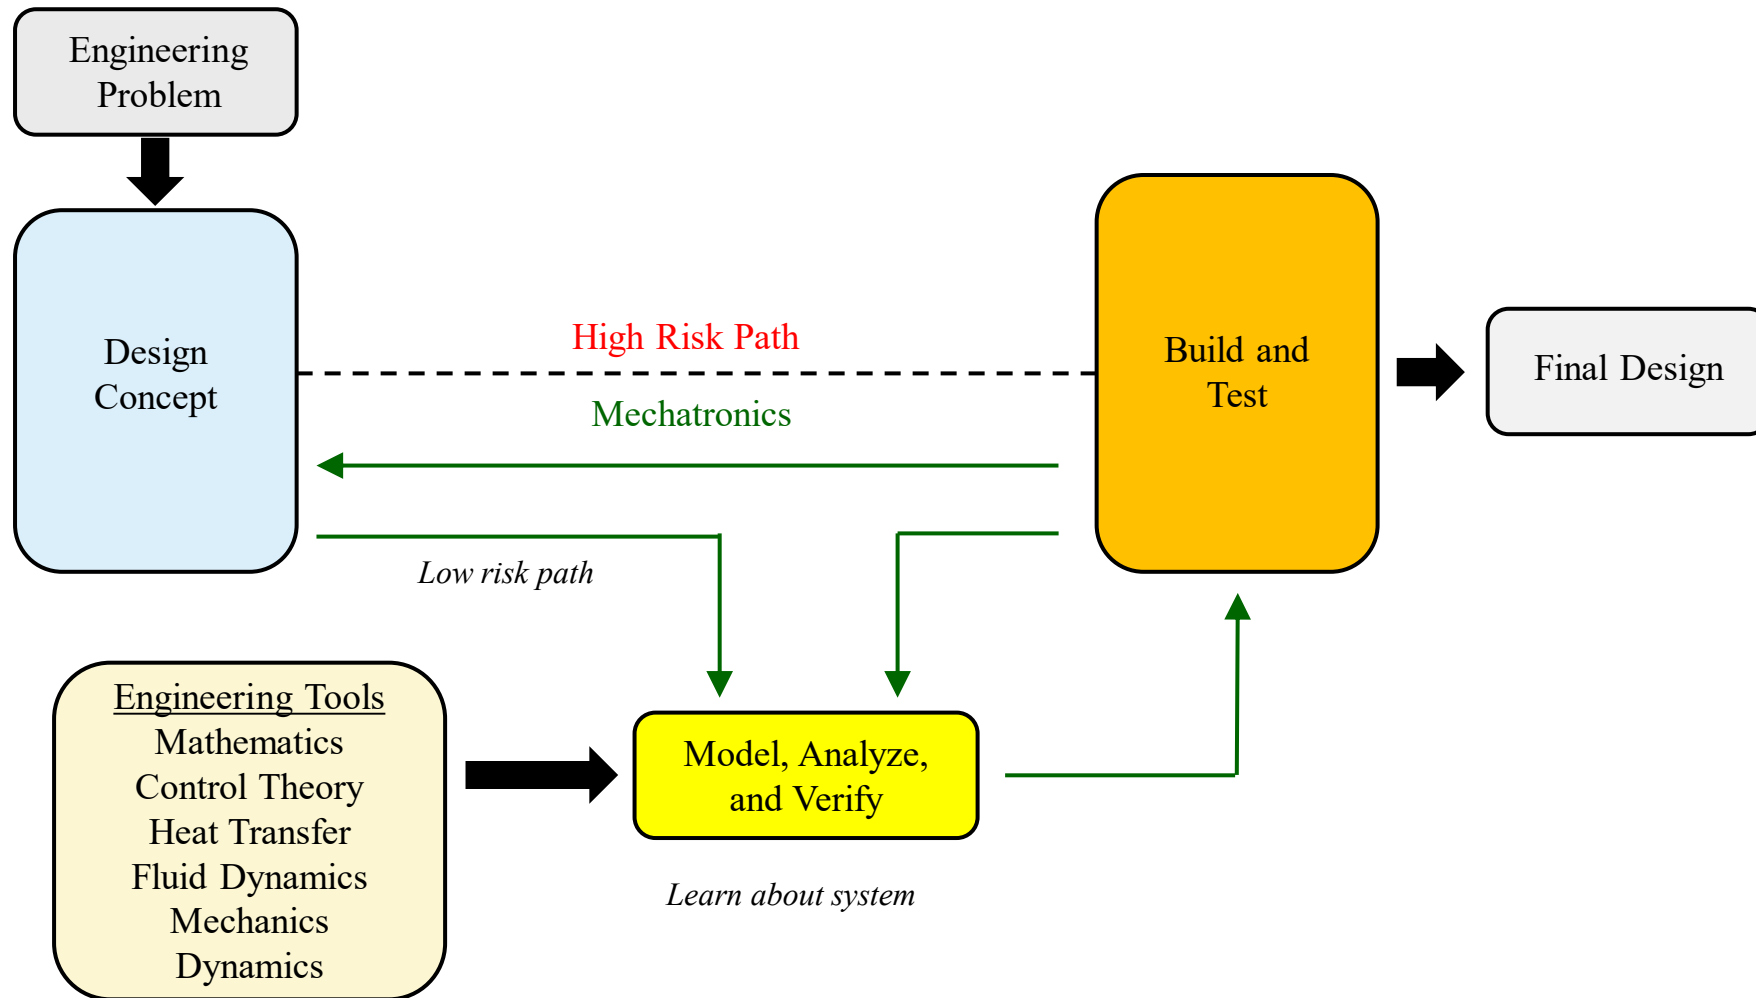 Engineering
Problem
Design
Concept
High Risk Path
Mechatronics
Low risk path
Build and
Test
Final Design
Engineering Tools
Mathematics
Control Theory
Heat Transfer
Fluid Dynamics
Mechanics
Dynamics
Model, Analyze,
and Verify
Learn about system